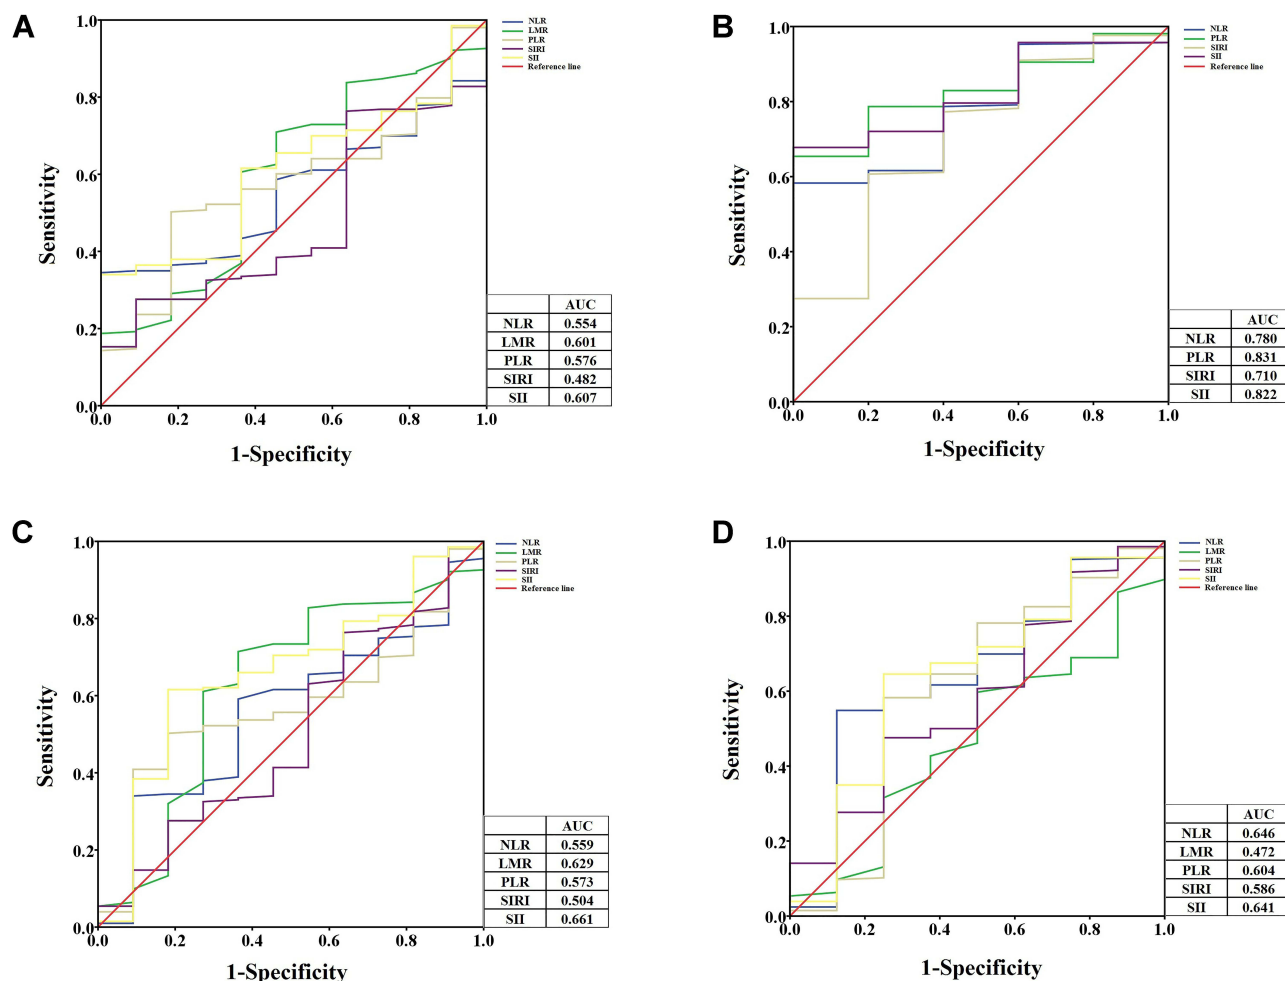 A
NLR
LMR
PLR
SIRI
SII
Reference line
1.0
0.8
0.6
0.4
0.2
0.0
Sensitivity
0.0 0.2 0.4 0.6 0.8 1.0
1-Specificity
AUC
NLR 0.554
LMR 0.601
PLR 0.576
SIRI 0.482
SII 0.607
B
NLR
PLR
SIRI
SII
Reference line
1.0
0.8
0.6
0.4
0.2
0.0
Sensitivity
0.0 0.2 0.4 0.6 0.8 1.0
1-Specificity
AUC
NLR 0.780
PLR 0.831
SIRI 0.710
SII 0.822
C
NLR
LMR
PLR
SIRI
SII
Reference line
1.0
0.8
0.6
0.4
0.2
0.0
Sensitivity
0.0 0.2 0.4 0.6 0.8 1.0
1-Specificity
AUC
NLR 0.559
LMR 0.629
PLR 0.573
SIRI 0.504
SII 0.661
D
NLR
LMR
PLR
SIRI
SII
Reference line
1.0
0.8
0.6
0.4
0.2
0.0
Sensitivity
0.0 0.2 0.4 0.6 0.8 1.0
1-Specificity
AUC
NLR 0.646
LMR 0.472
PLR 0.604
SIRI 0.586
SII 0.641